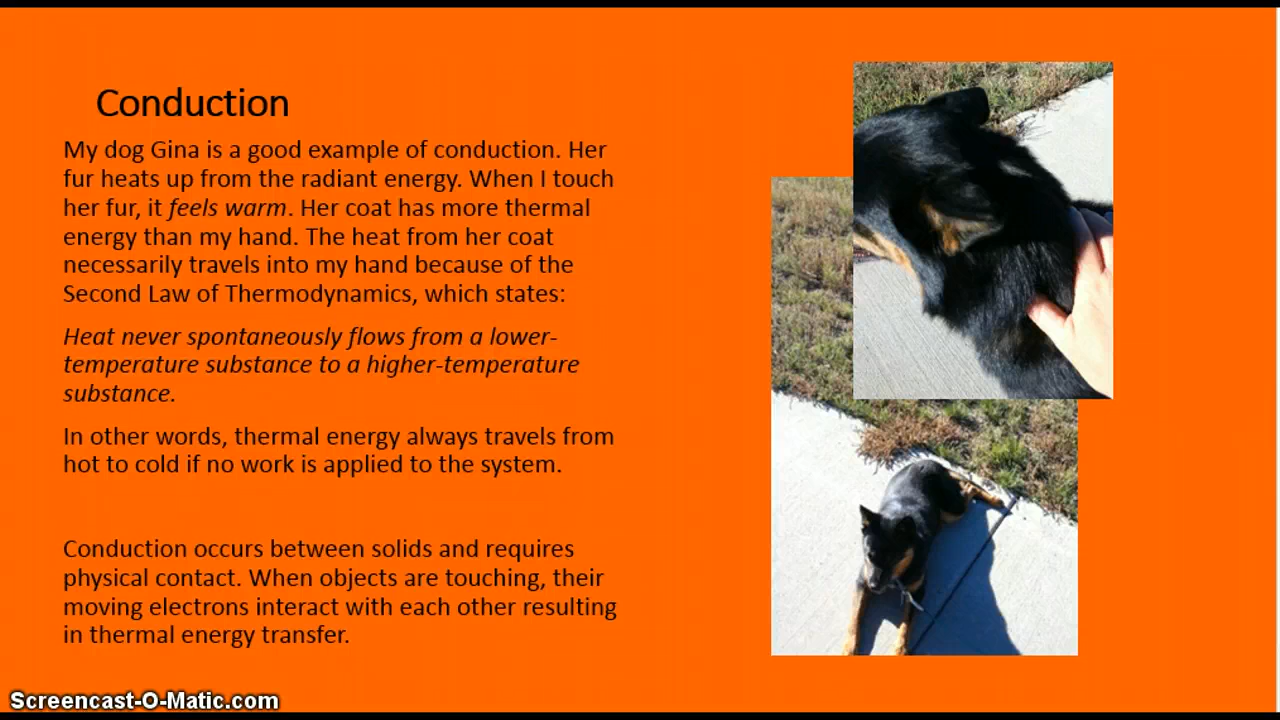 Conduction
My dog Gina is a good example of conduction. Her
fur heats up from the radiant energy. When I touch
her fur, it feels warm. Her coat has more thermal
energy than my hand. The heat from her coat
necessarily travels into my hand because of the
Second Law of Thermodynamics, which states:
Heat never spontaneously flows from a lower-
temperature substance to a higher-temperature
substance.
In other words, thermal energy always travels from
hot to cold if no work is applied to the system.
Conduction occurs between solids and requires
physical contact. When objects are touching, their
moving electrons interact with each other resulting
in thermal energy transfer.
Screencast-O-Matic.com